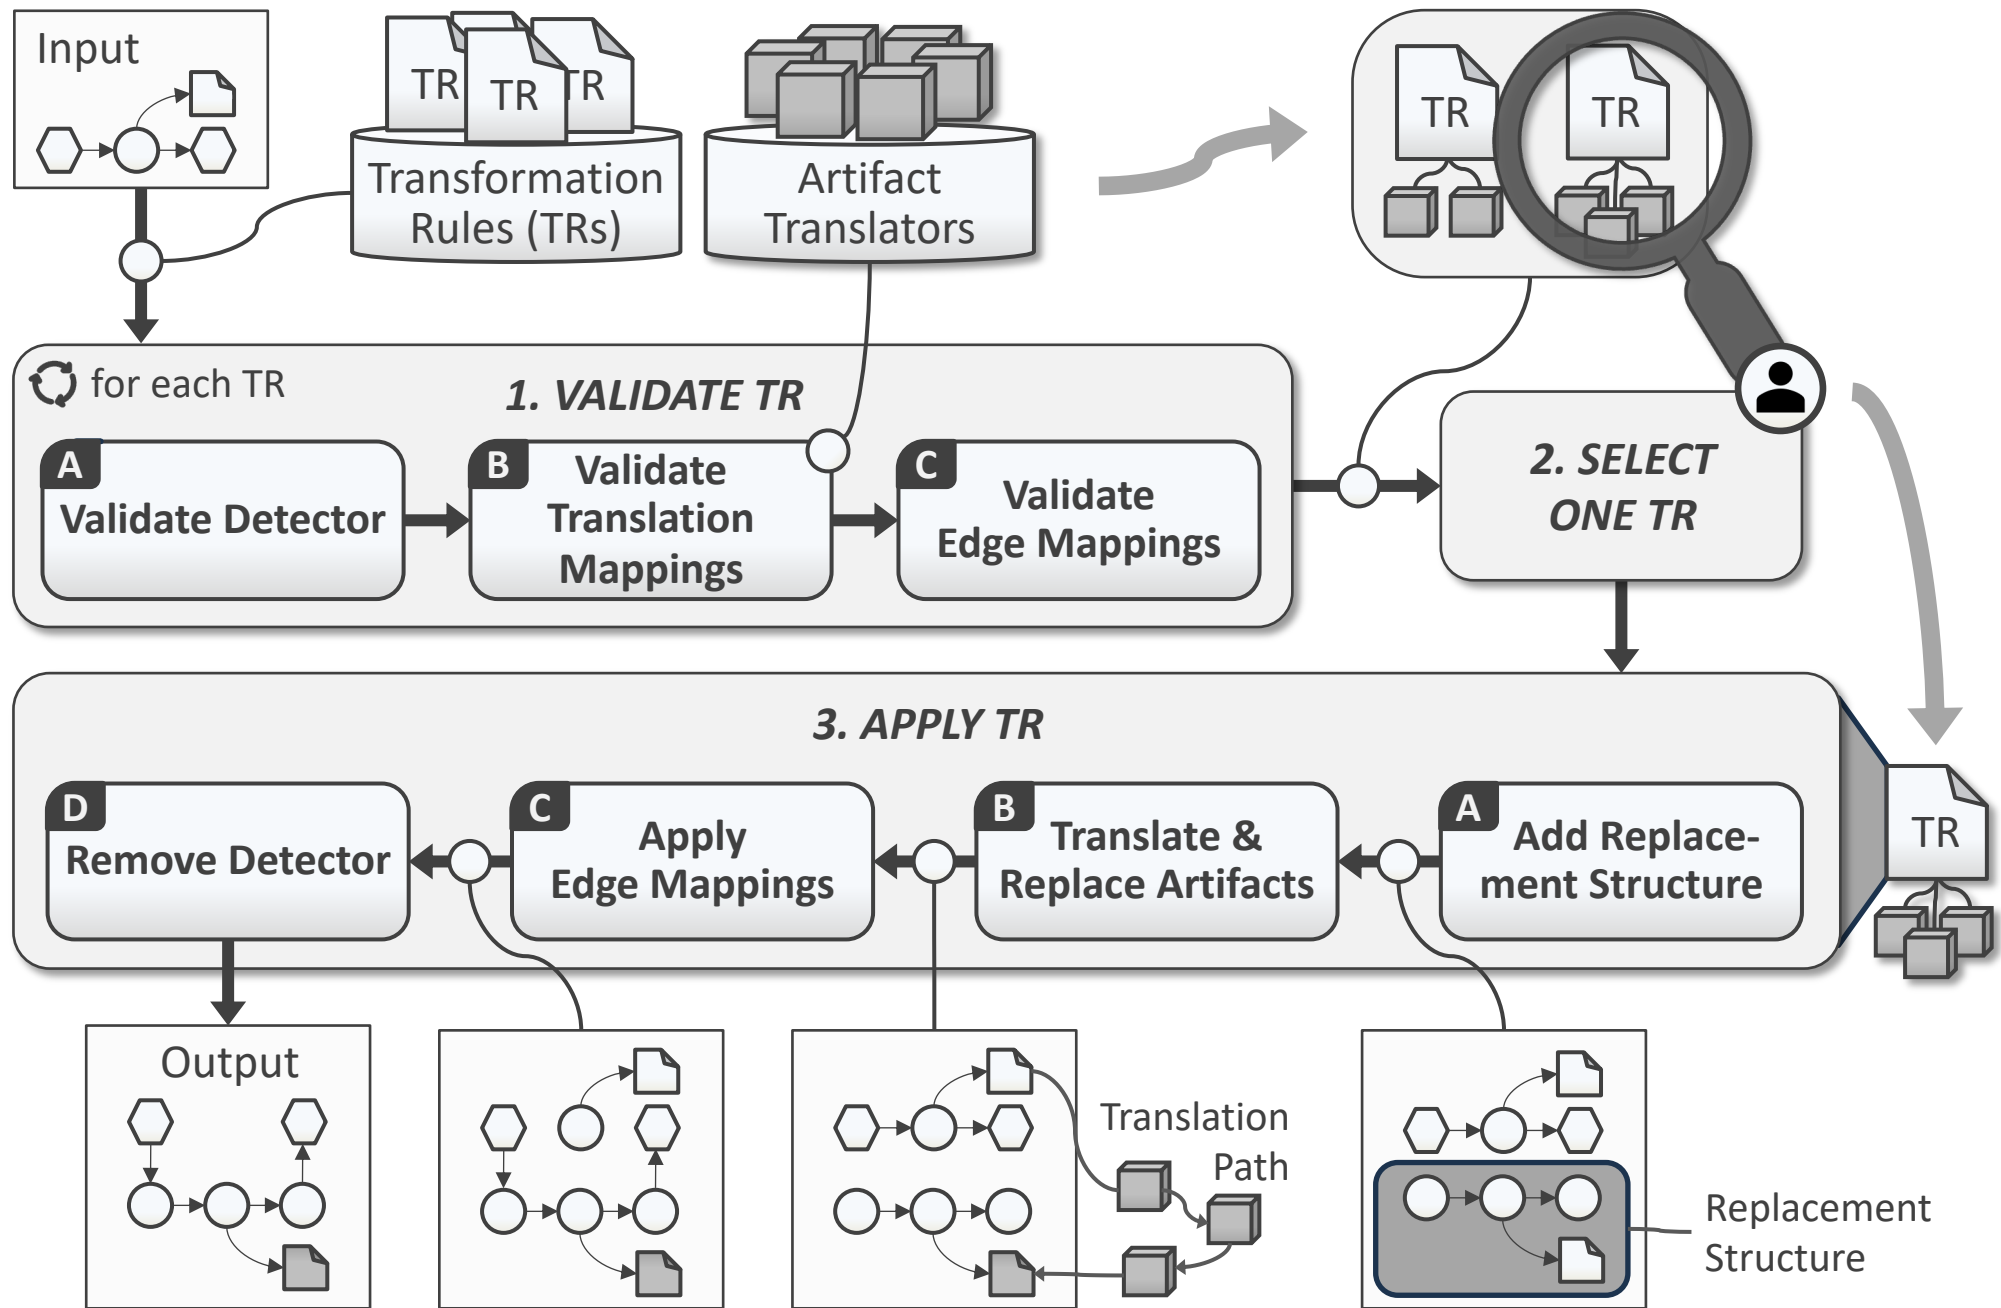 Input
TR
TR
TR
Transformation
Rules (TRs)
Artifact
Translators
TR
TR
for each TR
1. VALIDATE TR
A
Validate Detector
B
Validate
Translation
Mappings
C
Validate
Edge Mappings
2. SELECT
ONE TR
3. APPLY TR
D
Remove Detector
C
Apply
Edge Mappings
B
Translate &
Replace Artifacts
A
Add Replace-
ment Structure
TR
Output
Translation
Path
Replacement
Structure